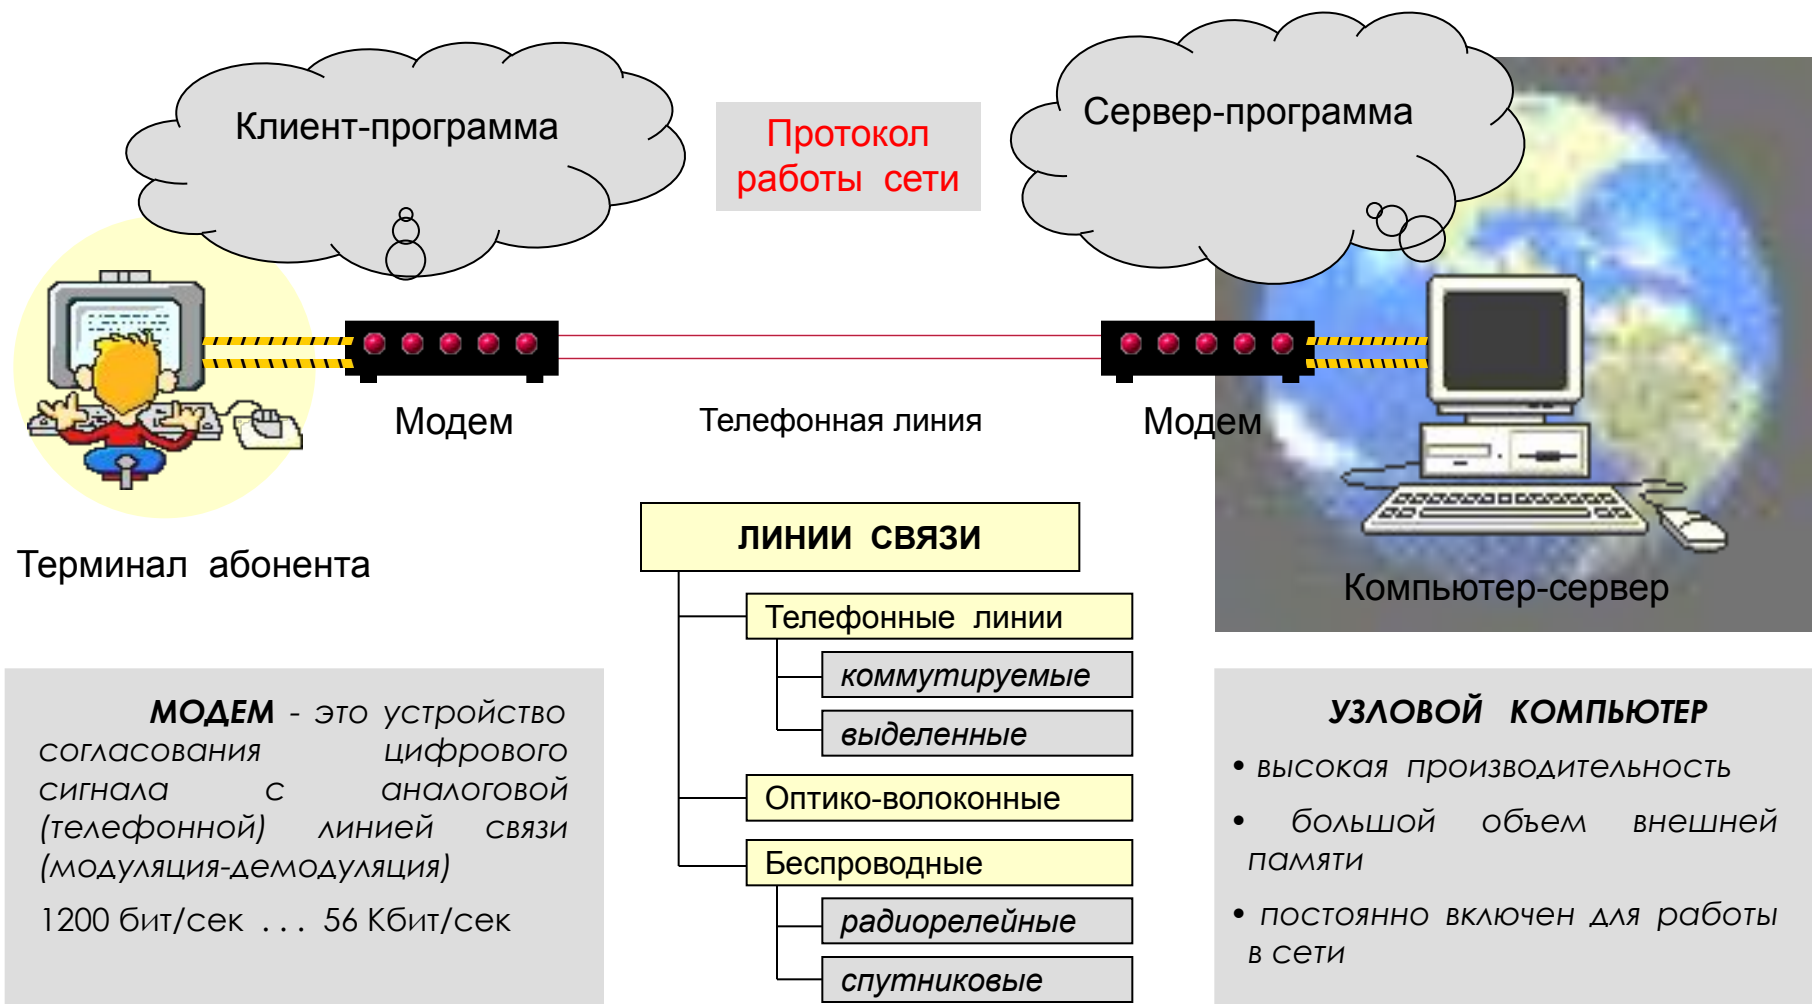 Клиент-программа
Протокол
работы сети
Сервер-программа
Модем
Телефонная линия
Модем
Терминал абонента
Компьютер-сервер
ЛИНИИ СВЯЗИ
Телефонные линии
коммутируемые
выделенные
Оптико-волоконные
Беспроводные
радиорелейные
спутниковые
МОДЕМ - это устройство
согласования цифрового
сигнала с аналоговой
(телефонной) линией связи
(модуляция-демодуляция)
1200 бит/сек . . . 56 Кбит/сек
УЗЛОВОЙ КОМПЬЮТЕР
• высокая производительность
• большой объем внешней
памяти
• постоянно включен для работы
в сети